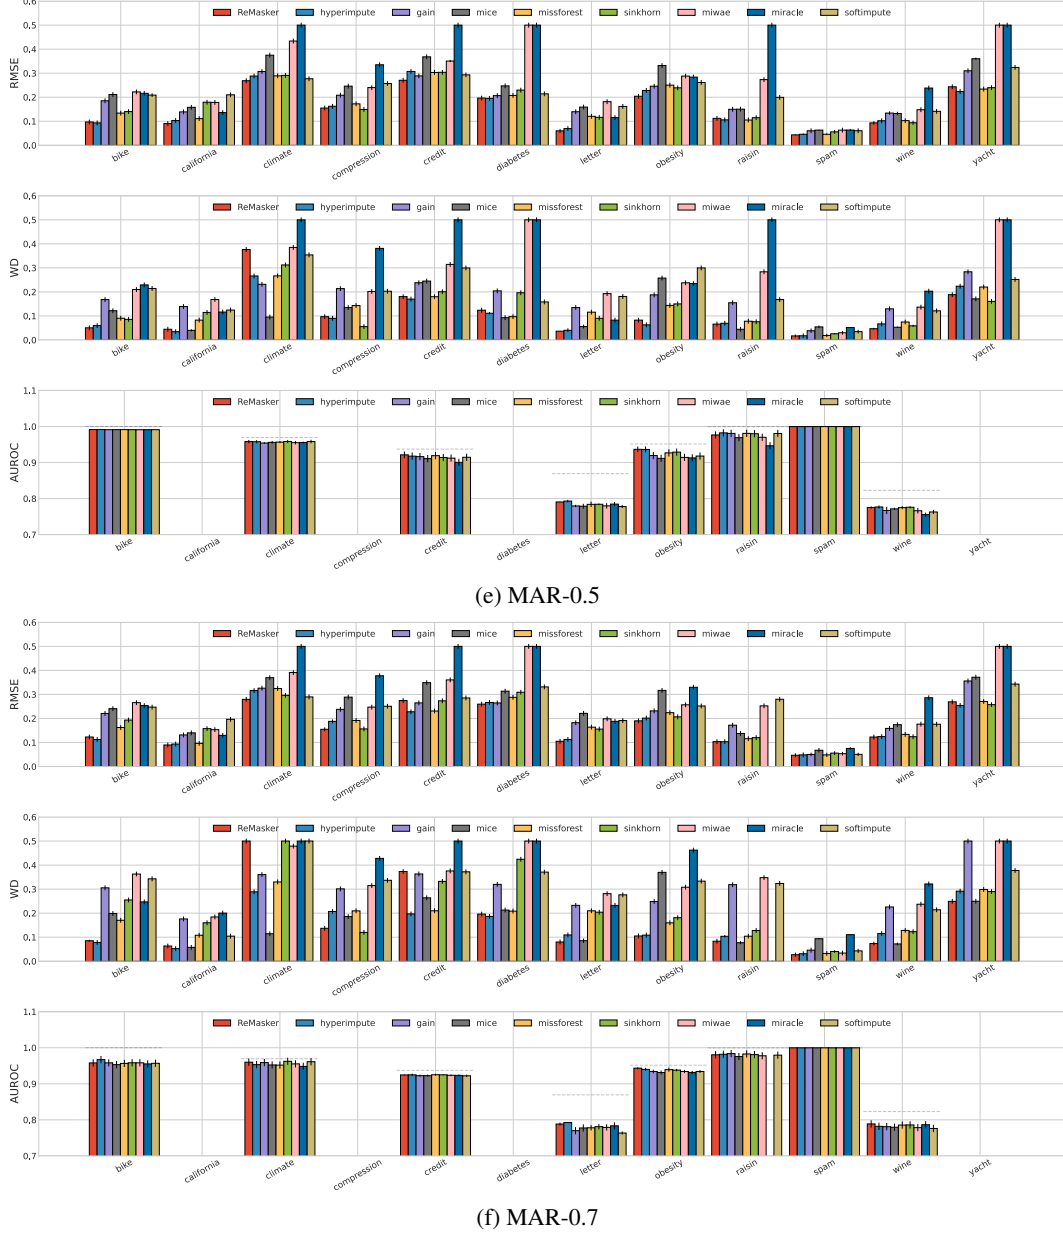 0.6
ReMasker hyperimpute gain mice missforest sinkhorn miwae miracle softimpute
0.5
0.4
RMSE
0.3
0.2
0.1
0.0
bike california climate compression credit diabetes letter obesity raisin spam wine yacht
0.6
ReMasker hyperimpute gain mice missforest sinkhorn miwae miracle softimpute
0.5
0.4
WD
0.3
0.2
0.1
0.0
bike california climate compression credit diabetes letter obesity raisin spam wine yacht
1.1
ReMasker hyperimpute gain mice missforest sinkhorn miwae miracle softimpute
1.0
AUROC
0.9
0.8
0.7
bike california climate compression credit diabetes letter obesity raisin spam wine yacht
(e) MAR-0.5
0.6
ReMasker hyperimpute gain mice missforest sinkhorn miwae miracle softimpute
0.5
0.4
RMSE
0.3
0.2
0.1
0.0
bike california climate compression credit diabetes letter obesity raisin spam wine yacht
0.6
ReMasker hyperimpute gain mice missforest sinkhorn miwae miracle softimpute
0.5
0.4
WD
0.3
0.2
0.1
0.0
bike california climate compression credit diabetes letter obesity raisin spam wine yacht
1.1
ReMasker hyperimpute gain mice missforest sinkhorn miwae miracle softimpute
1.0
AUROC
0.9
0.8
0.7
bike california climate compression credit diabetes letter obesity raisin spam wine yacht
(f) MAR-0.7